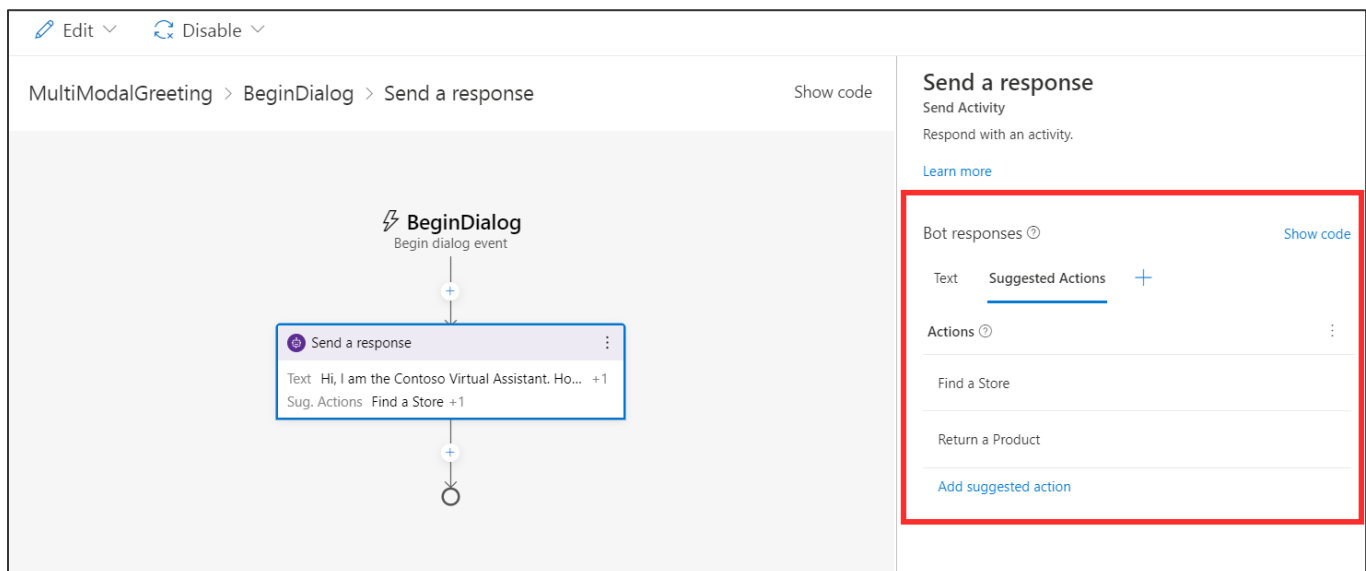 Edit Disable
MultiModalGreeting > BeginDialog > Send a response Show code
BeginDialog
Begin dialog event
Send a response
Text Hi, I am the Contoso Virtual Assistant. Ho... +1
Sug. Actions Find a Store +1
Send a response
Send Activity
Respond with an activity.
Learn more
Bot responses Show code
Text Suggested Actions +
Actions
Find a Store
Return a Product
Add suggested action